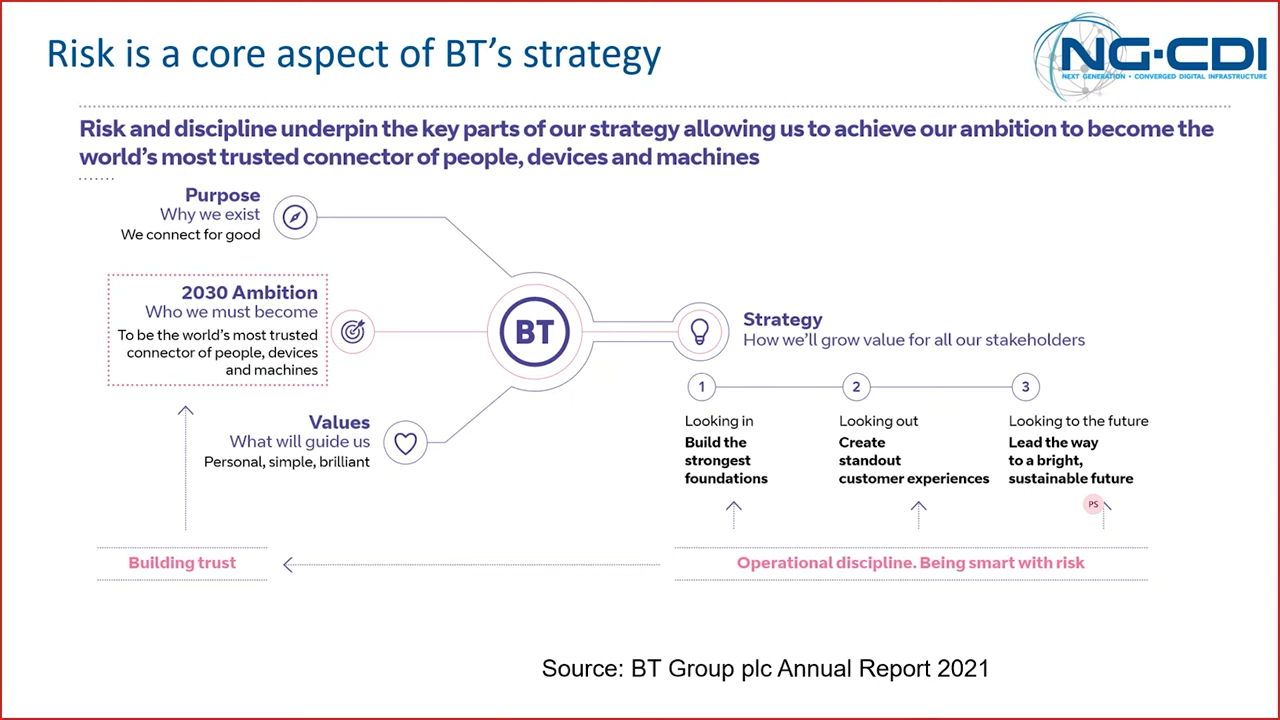 Risk is a core aspect of BT’s strategy
NG-CDI
NEXT GENERATION • CONVERGED DIGITAL INFRASTRUCTURE
Risk and discipline underpin the key parts of our strategy allowing us to achieve our ambition to become the
world’s most trusted connector of people, devices and machines
Purpose
Why we exist
We connect for good
2030 Ambition
Who we must become
To be the world’s most trusted
connector of people, devices
and machines
Values
What will guide us
Personal, simple, brilliant
BT
Strategy
How we’ll grow value for all our stakeholders
1
Looking in
Build the
strongest
foundations
2
Looking out
Create
standout
customer experiences
3
Looking to the future
Lead the way
to a bright,
sustainable future
PS
Building trust
Operational discipline. Being smart with risk
Source: BT Group plc Annual Report 2021